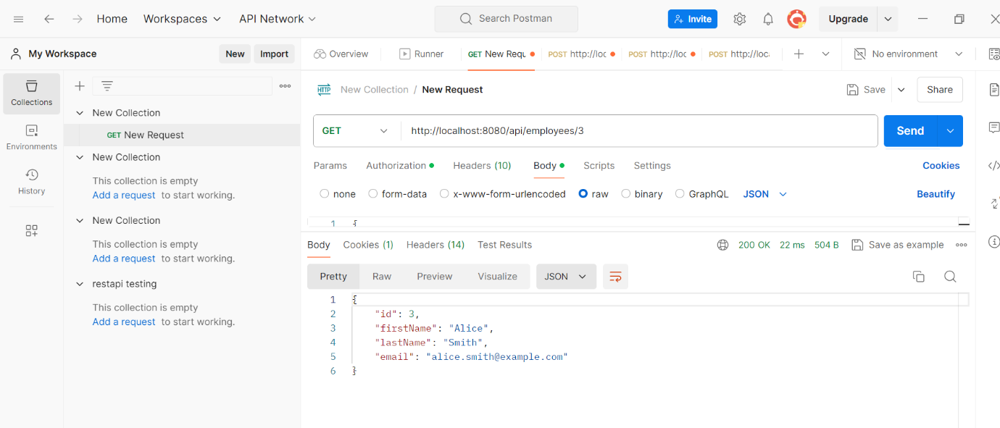 Home Workspaces API Network Search Postman Invite Upgrade
My Workspace New Import Overview Runner GET New Requ POST http://loc POST http://loc POST http://loc No environment
Collections
Environments
History
New Collection
GET New Request
New Collection
This collection is empty
Add a request to start working.
New Collection
This collection is empty
Add a request to start working.
restapi testing
This collection is empty
Add a request to start working.
HTTP New Collection / New Request Save Share
GET http://localhost:8080/api/employees/3 Send
Params Authorization Headers (10) Body Scripts Settings Cookies
none form-data x-www-form-urlencoded raw binary GraphQL JSON Beautify
1 {
Body Cookies (1) Headers (14) Test Results 200 OK 22 ms 504 B Save as example
Pretty Raw Preview Visualize JSON
1 {
2 "id": 3,
3 "firstName": "Alice",
4 "lastName": "Smith",
5 "email": "alice.smith@example.com"
6 }